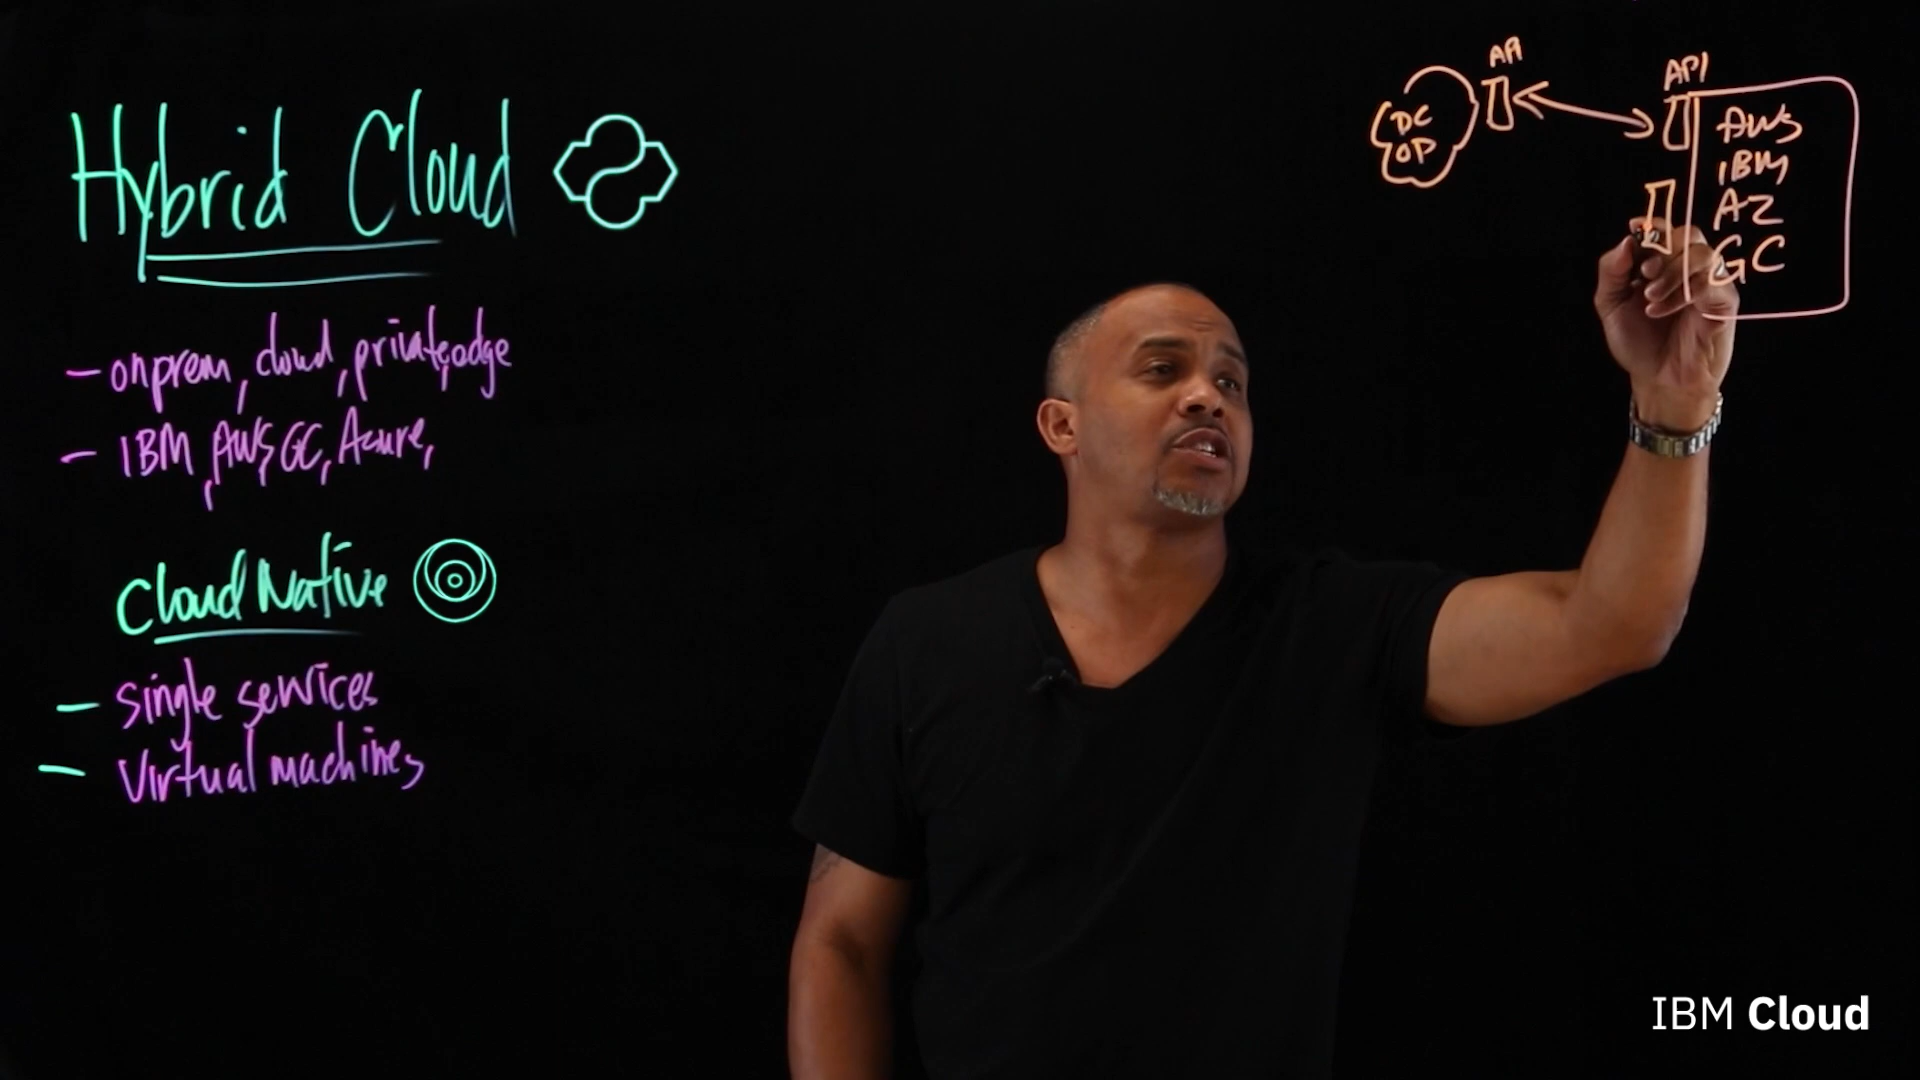 Hybrid Cloud
- onprem, cloud, private, edge
- IBM, AWS, GC, Azure,
Cloud Native
- Single services
- Virtual machines
API
API
DC
OP
AWS
IBM
AZ
GC
IBM Cloud